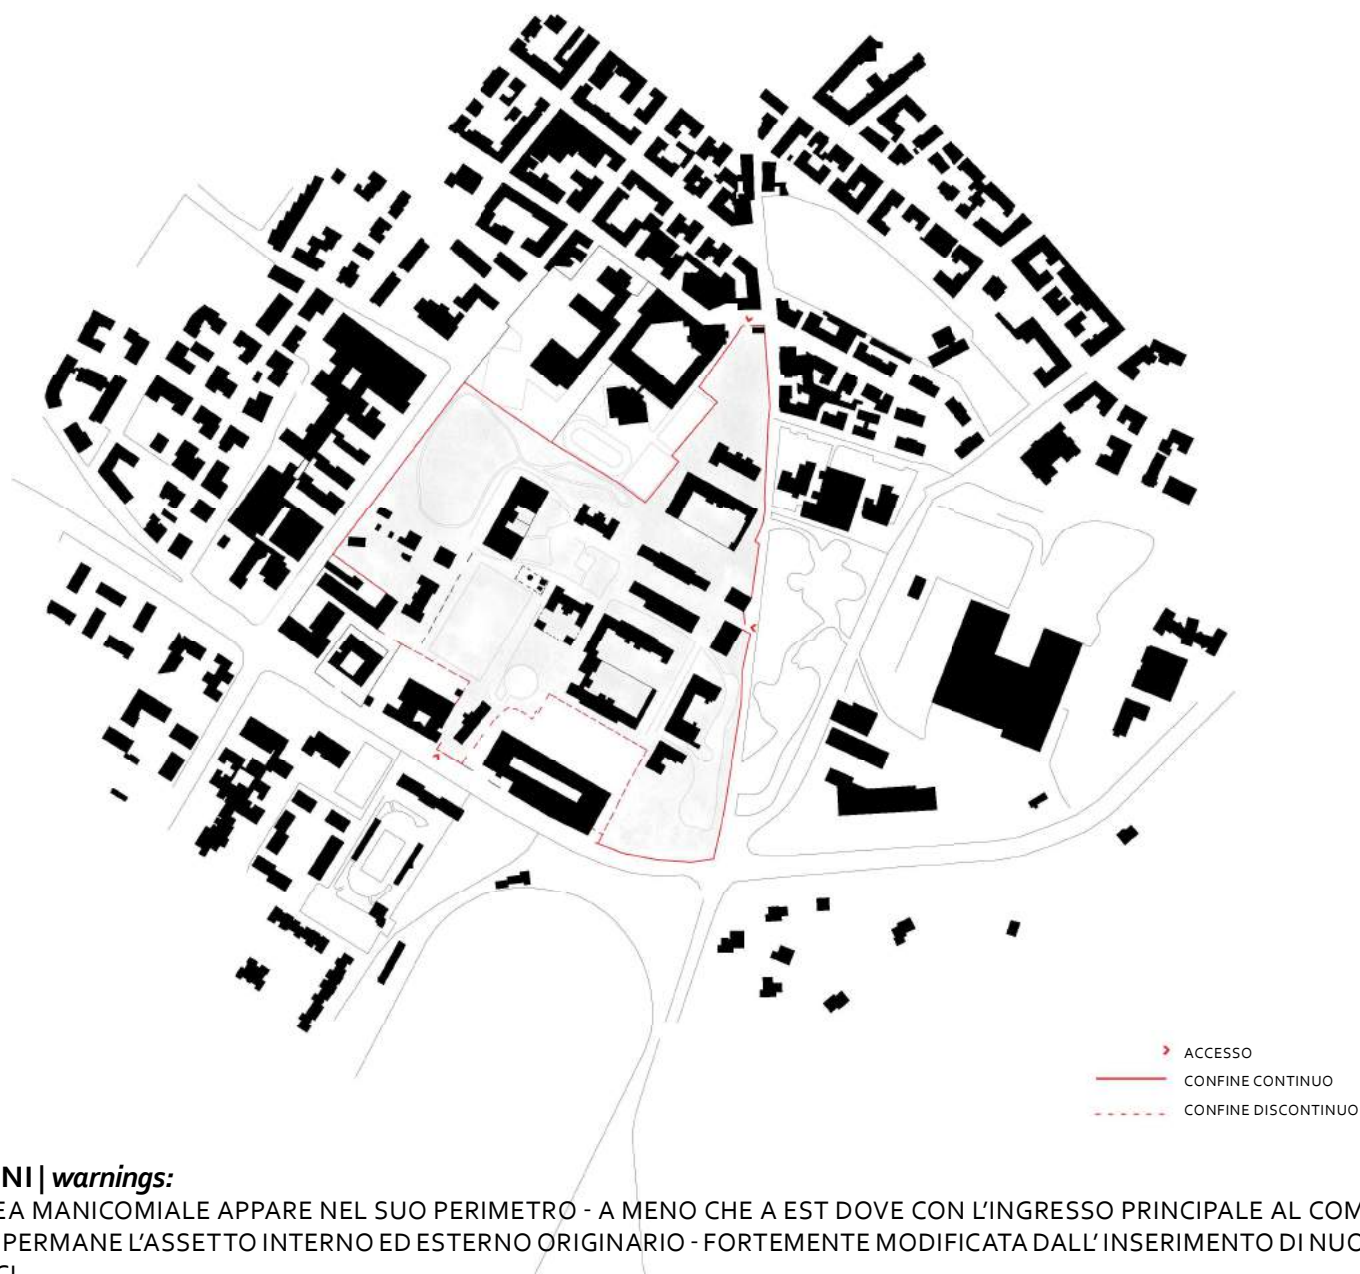 ACCESSO
CONFINE CONTINUO
CONFINE DISCONTINUO
NI | warnings:
EA MANICOMIALE APPARE NEL SUO PERIMETRO - A MENO CHE A EST DOVE CON L'INGRESSO PRINCIPALE AL COM
PERMANE L'ASSETTO INTERNO ED ESTERNO ORIGINARIO - FORTEMENTE MODIFICATA DALL' INSERIMENTO DI NUO